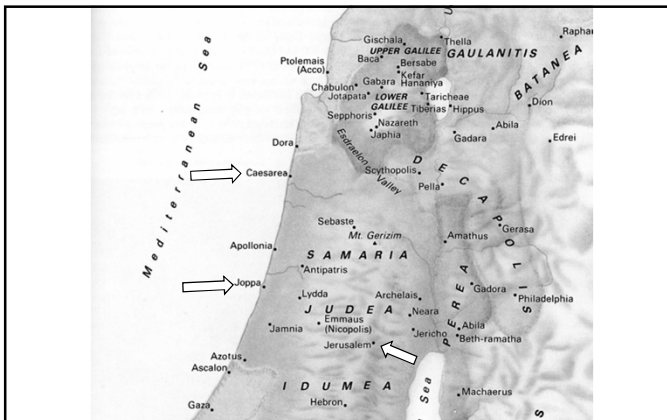 Gischala
Thella
Raphan
UPPER GALILEE
GAULANITIS
Baca
BATANEA
Bersabe
Ptolemais
(Acco)
Kefar
Hananiya
Chabulon
Gabara
Jotapata
LOWER
GALILEE
Taricheae
Tiberias
Hippus
Dion
Sepphoris
Nazareth
Japhia
Gadara
Abila
Edrei
Dora
Esdraelon
Valley
Caesarea
Scythopolis
DECAPOLIS
Pella
Mediterranean Sea
Sebaste
Mt. Gerizim
Gerasa
Amathus
Apollonia
SAMARIA
Antipatris
Joppa
PEREA
Gadora
Philadelphia
Lydda
Archelais
JUDEA
Neara
Emmaus
(Nicopolis)
Jamnia
Jericho
Abila
Beth-ramatha
Jerusalem
Azotus
Ascalon
IDUMEA
Sea
Machaerus
Hebron
Gaza
S